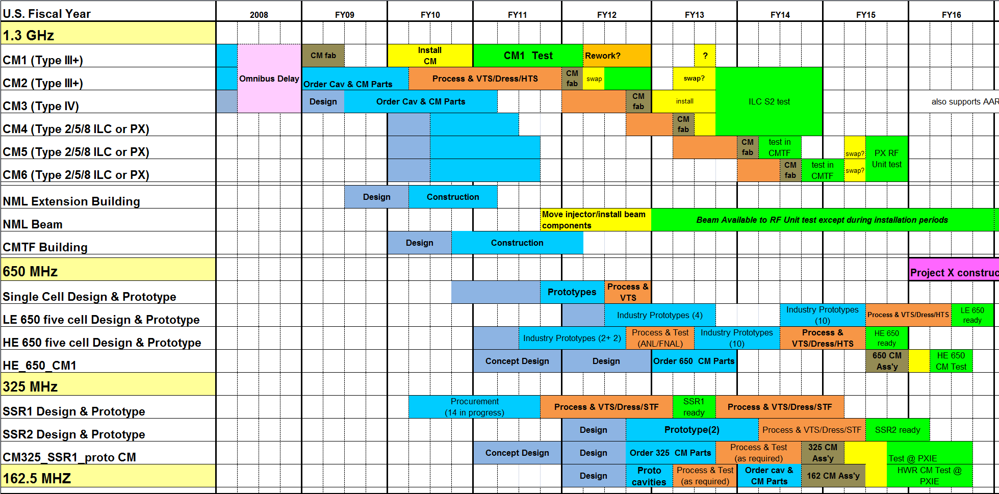 U.S. Fiscal Year 2008 FY09 FY10 FY11 FY12 FY13 FY14 FY15 FY16
1.3 GHz
CM1 (Type III+) CM fab Install CM1 Test Rework? ?
CM
CM2 (Type III+) Omnibus Delay Order Cav & CM Parts Process & VTS/Dress/HTS CM swap swap?
fab
CM3 (Type IV) Design Order Cav & CM Parts CM install ILC S2 test also supports AAR
fab
CM4 (Type 2/5/8 ILC or PX) CM
fab
CM5 (Type 2/5/8 ILC or PX) CM test in swap? PX RF
fab CMTF Unit test
CM6 (Type 2/5/8 ILC or PX) CM test in swap?
fab CMTF
NML Extension Building Design Construction
NML Beam Move injector/install beam Beam Available to RF Unit test except during installation periods
components
CMTF Building Design Construction
650 MHz Project X construc
Single Cell Design & Prototype Prototypes Process &
VTS
LE 650 five cell Design & Prototype Industry Prototypes (4) Industry Prototypes Process & VTS/Dress/HTS LE 650
(10) ready
HE 650 five cell Design & Prototype Industry Prototypes (2+ 2) Process & Test Industry Prototypes Process & HE 650
(ANL/FNAL) (10) VTS/Dress/HTS ready
HE_650_CM1 Concept Design Design Order 650 CM Parts 650 CM HE 650
Ass'y CM Test
325 MHz
SSR1 Design & Prototype Procurement Process & VTS/Dress/STF SSR1 Process & VTS/Dress/STF
(14 in progress) ready
SSR2 Design & Prototype Design Prototype(2) Process & VTS/Dress/STF SSR2 ready
CM325_SSR1_proto CM Concept Design Design Order 325 CM Parts Process & Test 325 CM Test @ PXIE
(as required) Ass'y
162.5 MHZ Design Proto Process & Test Order cav & 162 CM Ass'y HWR CM Test @
cavities (as required) CM Parts PXIE